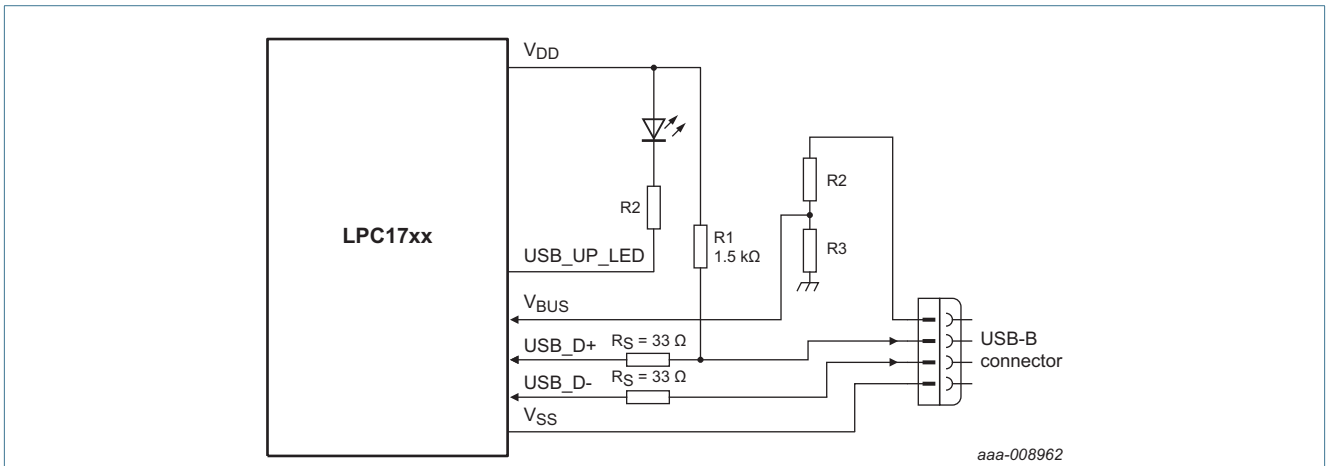 VDD
R2
R2
LPC17xx
R1
1.5 kΩ
R3
USB_UP_LED
VBUS
USB_D+
RS = 33 Ω
USB-B
connector
USB_D-
RS = 33 Ω
VSS
aaa-008962